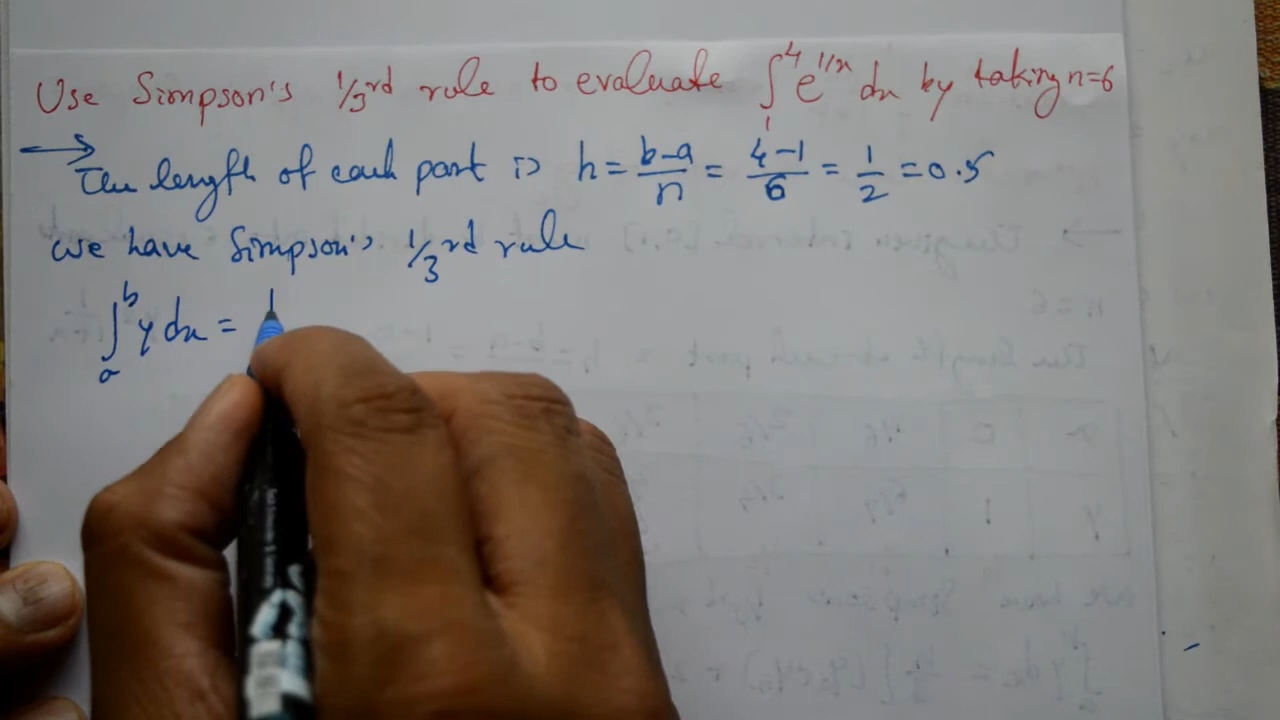 Use Simpson's 1/3rd rule to evaluate ∫₁⁴ e^{1/x} dx by taking n=6
→ The length of each part is h = (b-a)/n = (4-1)/6 = 1/2 = 0.5
we have Simpson's 1/3rd rule
∫ₐᵇ y dx =